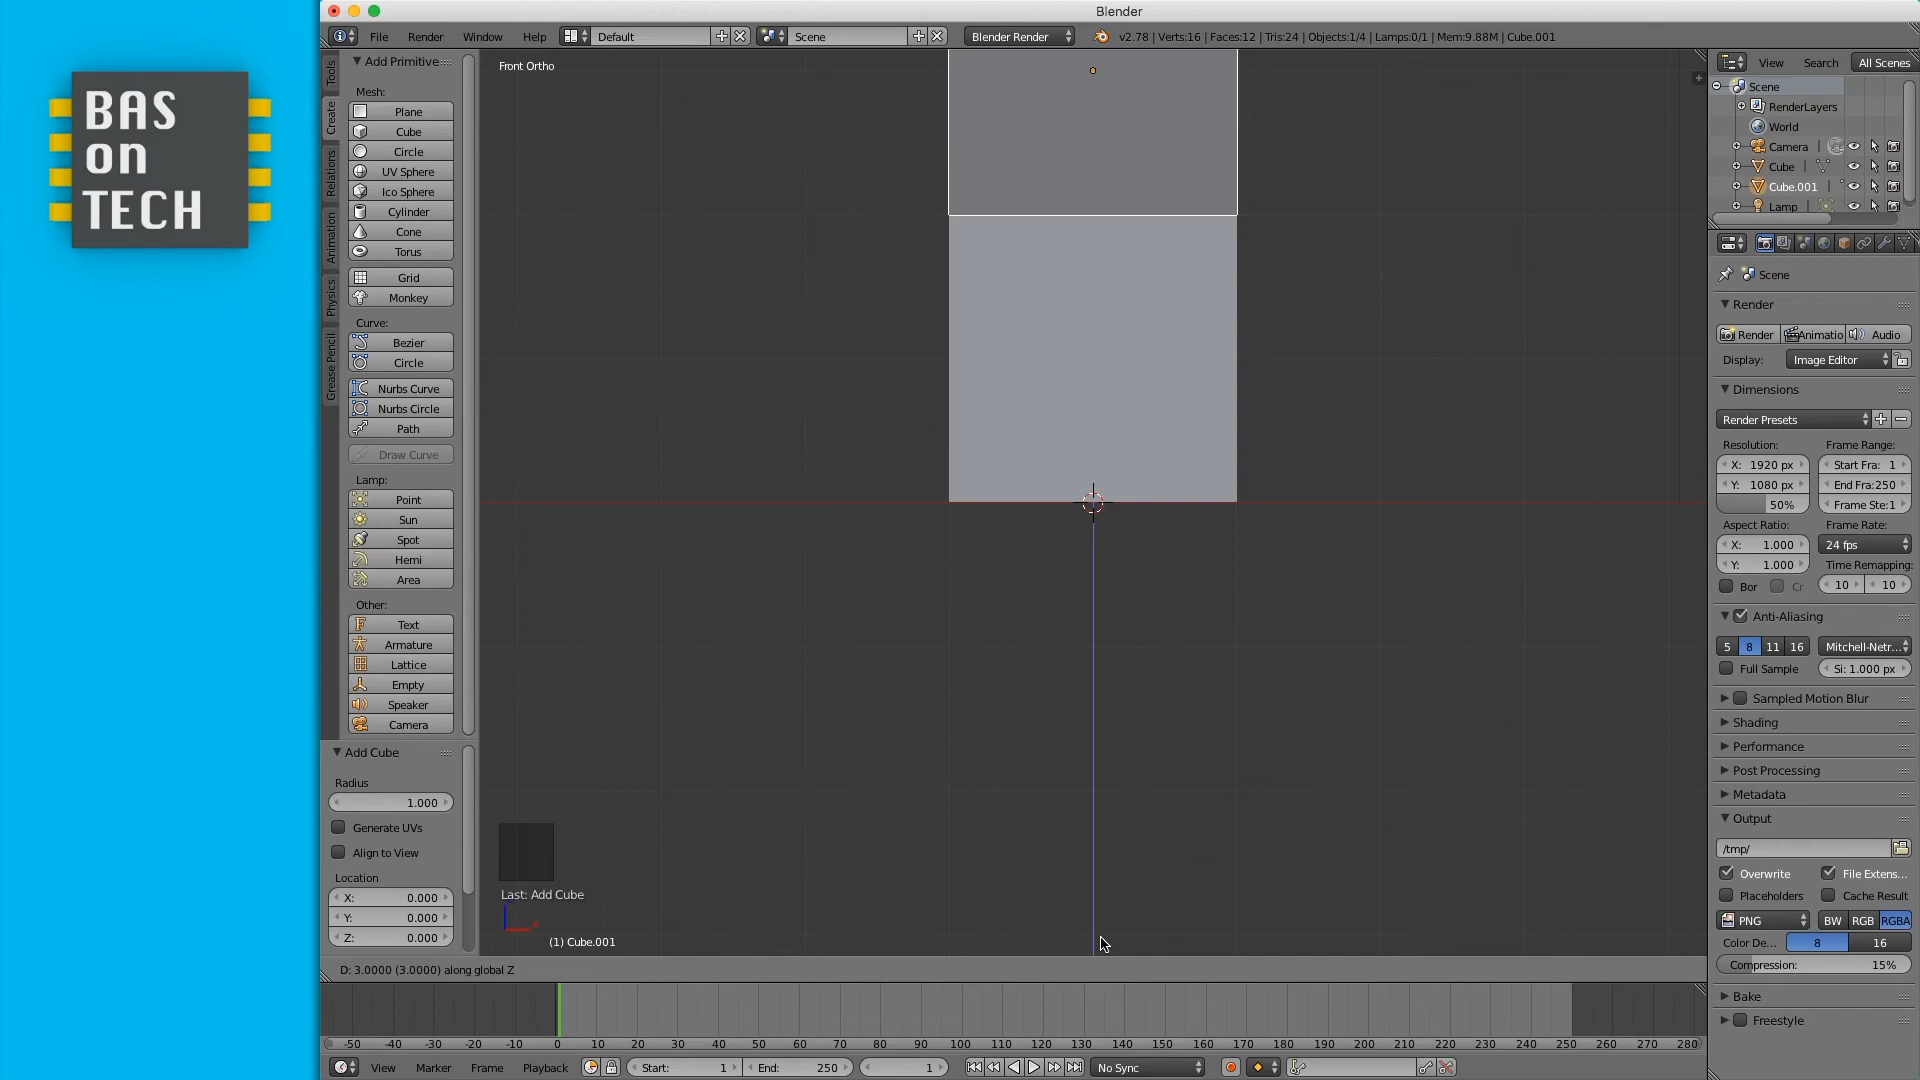 BAS
on
TECH
Blender
File Render Window Help Default Scene Blender Render v2.78 | Verts:16 | Faces:12 | Tris:24 | Objects:1/4 | Lamps:0/1 | Mem:9.88M | Cube.001
Tools
Create
Relations
Animation
Physics
Grease Pencil
Add Primitive
Mesh:
Plane
Cube
Circle
UV Sphere
Ico Sphere
Cylinder
Cone
Torus
Grid
Monkey
Curve:
Bezier
Circle
Nurbs Curve
Nurbs Circle
Path
Draw Curve
Lamp:
Point
Sun
Spot
Hemi
Area
Other:
Text
Armature
Lattice
Empty
Speaker
Camera
Add Cube
Radius
1.000
Generate UVs
Align to View
Location
X: 0.000
Y: 0.000
Z: 0.000
Front Ortho
Last: Add Cube
(1) Cube.001
D: 3.0000 (3.0000) along global Z
-50 -40 -30 -20 -10 0 10 20 30 40 50 60 70 80 90 100 110 120 130 140 150 160 170 180 190 200 210 220 230 240 250 260 270 280
View Marker Frame Playback Start: 1 End: 250 1 No Sync
View Search All Scenes
Scene
RenderLayers
World
Camera
Cube
Cube.001
Lamp
Scene
Render
Render Animatio Audio
Display: Image Editor
Dimensions
Render Presets
Resolution: Frame Range:
X: 1920 px Start Fra: 1
Y: 1080 px End Fra:250
50% Frame Ste:1
Aspect Ratio: Frame Rate:
X: 1.000 24 fps
Y: 1.000 Time Remapping:
Bor Cr 10 10
Anti-Aliasing
5 8 11 16 Mitchell-Netr...
Full Sample Si: 1.000 px
Sampled Motion Blur
Shading
Performance
Post Processing
Metadata
Output
/tmp/
Overwrite File Extens...
Placeholders Cache Result
PNG BW RGB RGBA
Color De... 8 16
Compression: 15%
Bake
Freestyle